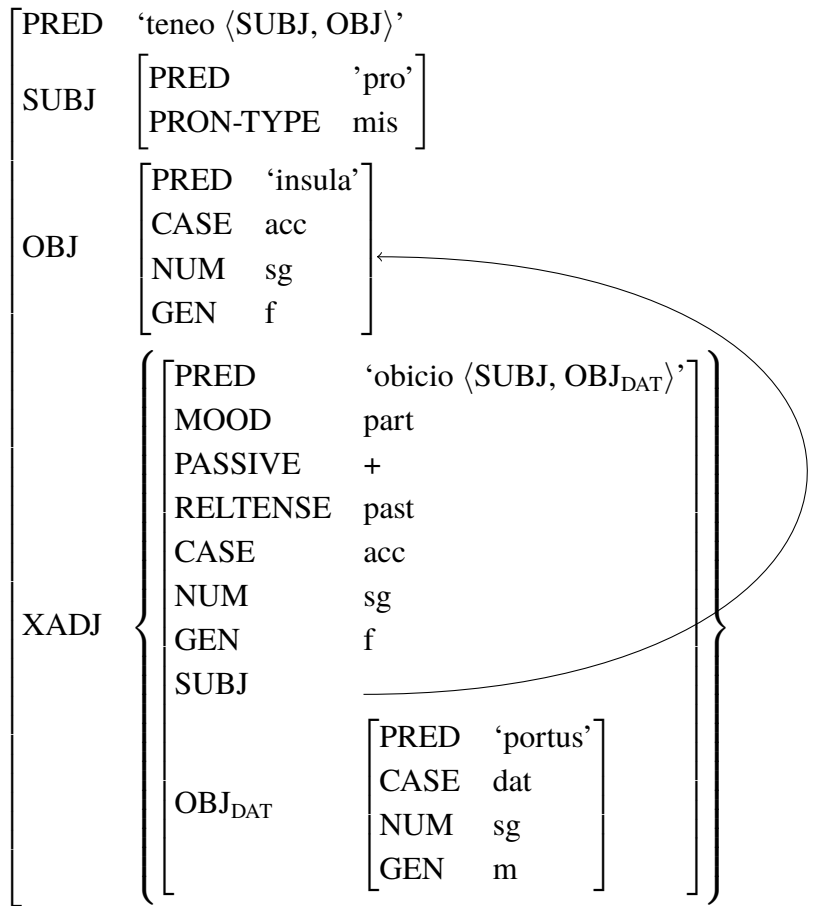 PRED ‘teneo ⟨SUBJ, OBJ⟩’
SUBJ PRED ’pro’
PRON-TYPE mis
OBJ PRED ‘insula’
CASE acc
NUM sg
GEN f
XADJ PRED ‘obicio ⟨SUBJ, OBJ_DAT⟩’
MOOD part
PASSIVE +
RELTENSE past
CASE acc
NUM sg
GEN f
SUBJ
OBJ_DAT PRED ‘portus’
CASE dat
NUM sg
GEN m